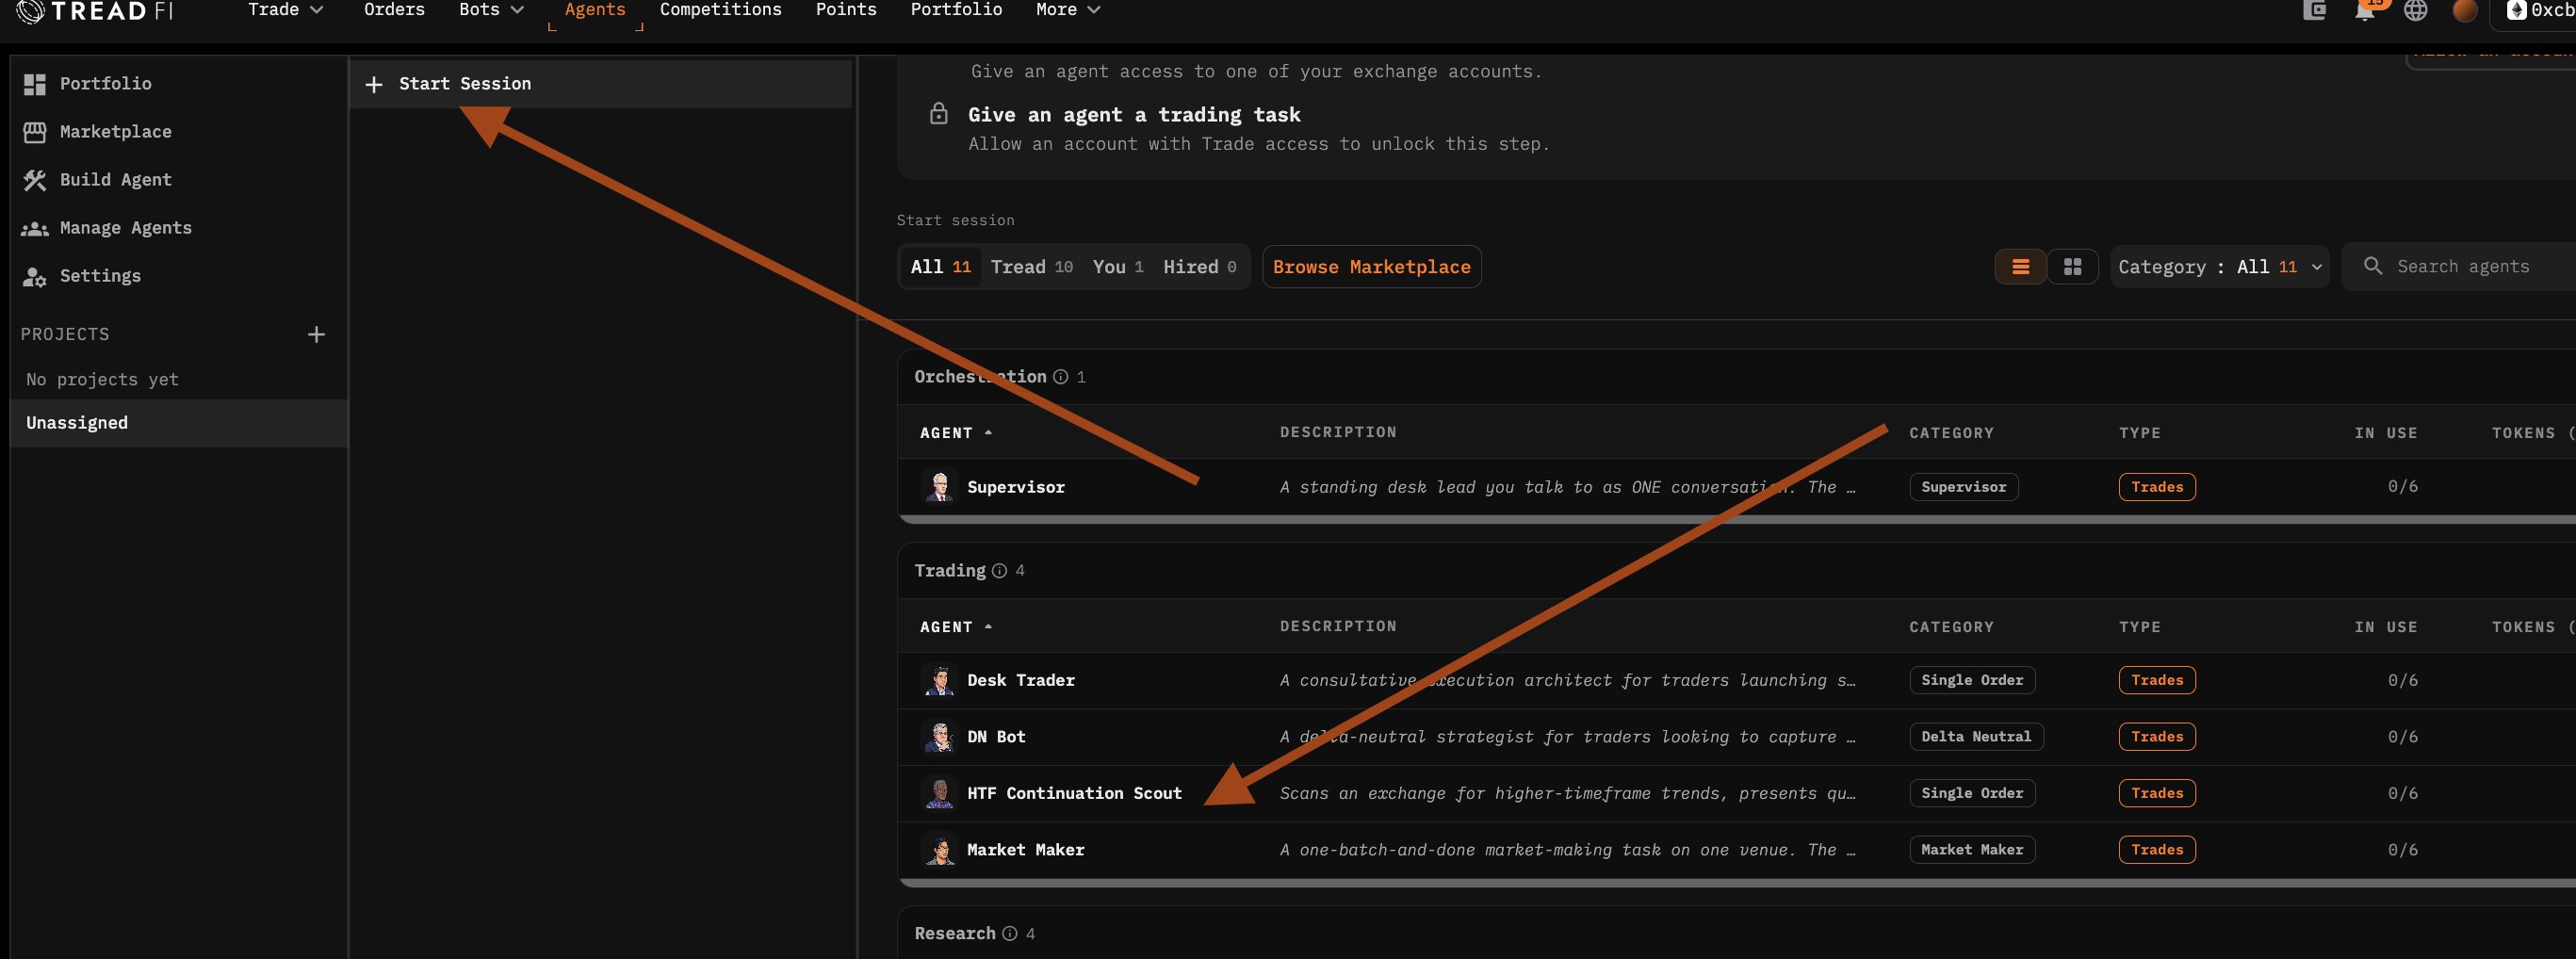 TREAD FI
Trade
Orders
Bots
Agents
Competitions
Points
Portfolio
More
0xcb
Portfolio
Marketplace
Build Agent
Manage Agents
Settings
PROJECTS
No projects yet
Unassigned
Start Session
Give an agent access to one of your exchange accounts.
Give an agent a trading task
Allow an account with Trade access to unlock this step.
Start session
All 11 Tread 10 You 1 Hired 0
Browse Marketplace
Category : All 11
Search agents
Orchestration 1
AGENT DESCRIPTION CATEGORY TYPE IN USE TOKENS (
Supervisor A standing desk lead you talk to as ONE conversation. The … Supervisor Trades 0/6
Trading 4
AGENT DESCRIPTION CATEGORY TYPE IN USE TOKENS (
Desk Trader A consultative execution architect for traders launching s… Single Order Trades 0/6
DN Bot A delta-neutral strategist for traders looking to capture … Delta Neutral Trades 0/6
HTF Continuation Scout Scans an exchange for higher-timeframe trends, presents qu… Single Order Trades 0/6
Market Maker A one-batch-and-done market-making task on one venue. The … Market Maker Trades 0/6
Research 4